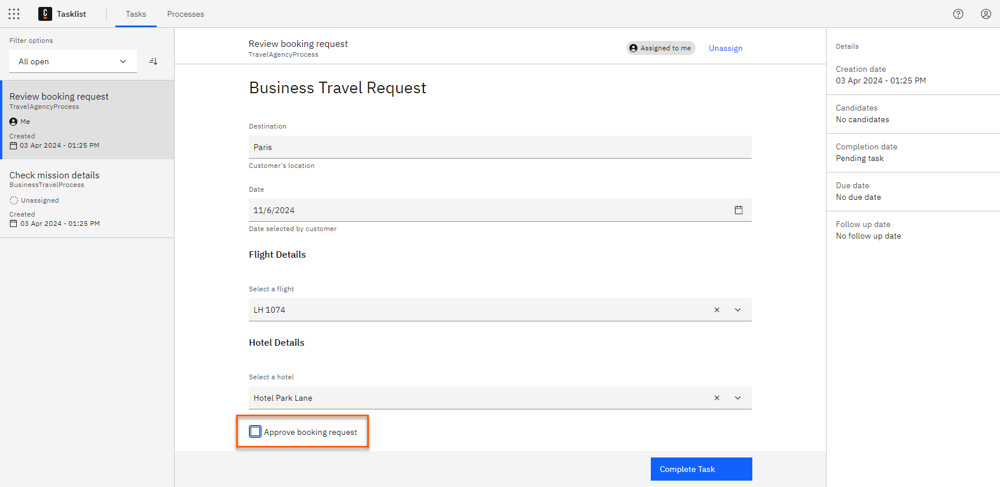 C Tasklist Tasks Processes
Filter options
All open
Review booking request
TravelAgencyProcess
Me
Created
03 Apr 2024 - 01:25 PM
Check mission details
BusinessTravelProcess
Unassigned
Created
03 Apr 2024 - 01:25 PM
Review booking request
TravelAgencyProcess
Assigned to me Unassign
Business Travel Request
Destination
Paris
Customer's location
Date
11/6/2024
Date selected by customer
Flight Details
Select a flight
LH 1074
Hotel Details
Select a hotel
Hotel Park Lane
Approve booking request
Complete Task
Details
Creation date
03 Apr 2024 - 01:25 PM
Candidates
No candidates
Completion date
Pending task
Due date
No due date
Follow up date
No follow up date